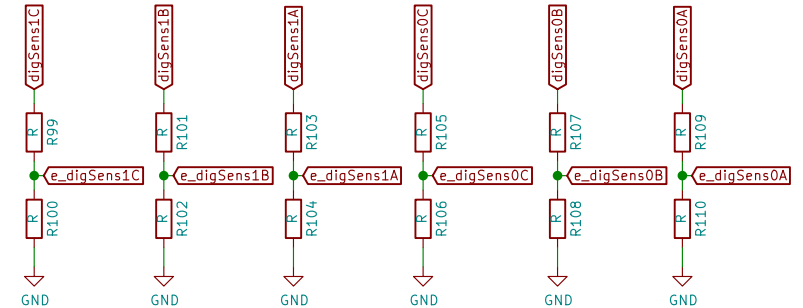 digSens1C
digSens1B
digSens1A
digSens0C
digSens0B
digSens0A
R R99
R R101
R R103
R R105
R R107
R R109
e_digSens1C
e_digSens1B
e_digSens1A
e_digSens0C
e_digSens0B
e_digSens0A
R R100
R R102
R R104
R R106
R R108
R R110
GND
GND
GND
GND
GND
GND